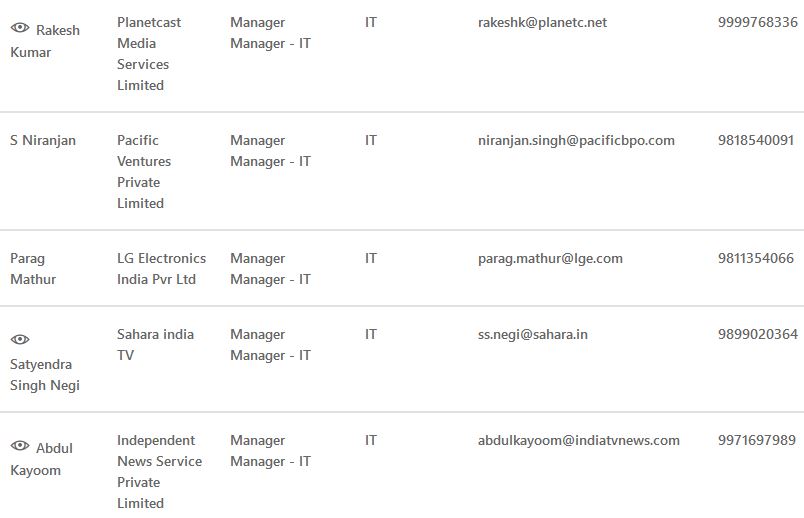 Rakesh Planetcast Manager IT rakeshk@planetc.net 9999768336
Kumar Media Manager - IT
Services
Limited
S Niranjan Pacific Manager IT niranjan.singh@pacificbpo.com 9818540091
Ventures Manager - IT
Private
Limited
Parag LG Electronics Manager IT parag.mathur@lge.com 9811354066
Mathur India Pvr Ltd Manager - IT
Sahara india Manager IT ss.negi@sahara.in 9899020364
TV Manager - IT
Satyendra
Singh Negi
Abdul Independent Manager IT abdulkayoom@indiatvnews.com 9971697989
Kayoom News Service Manager - IT
Private
Limited